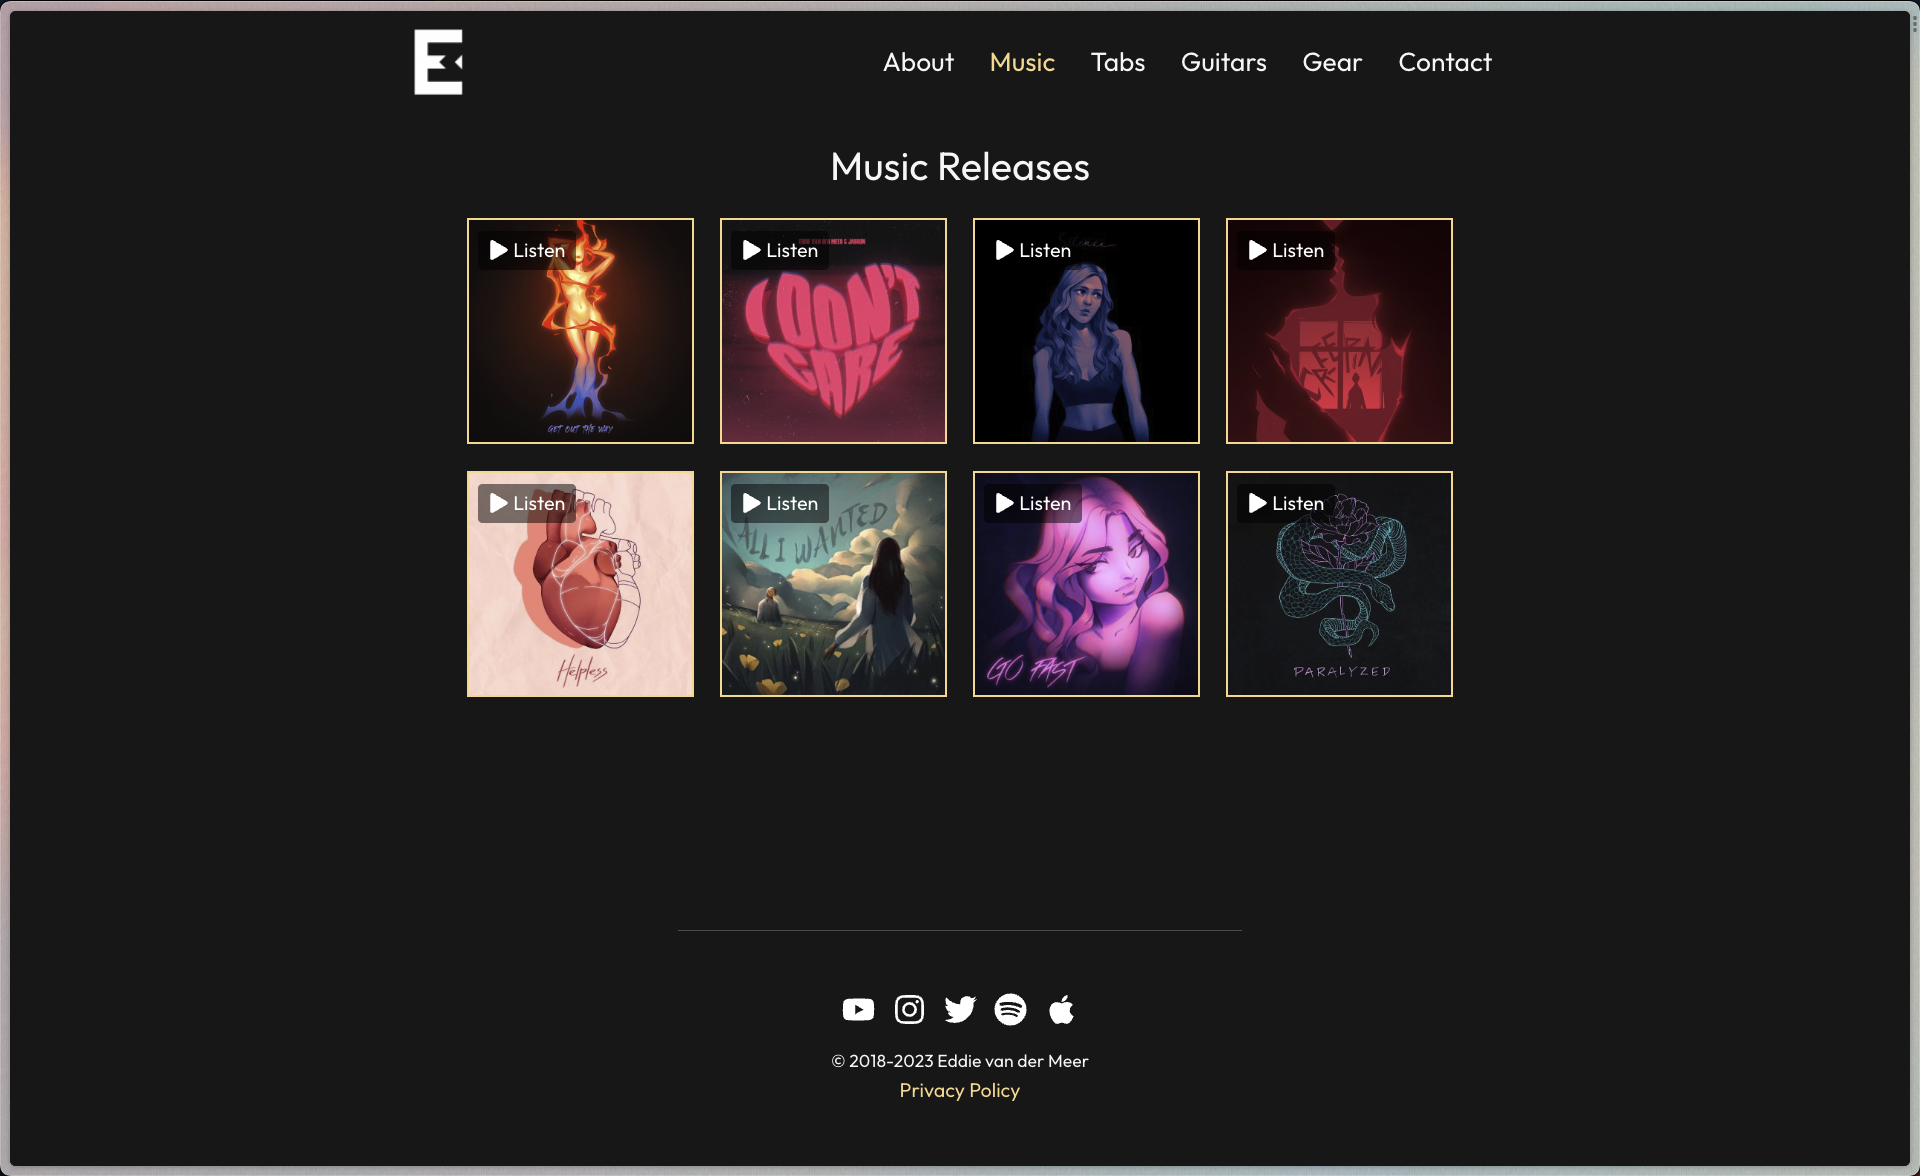 About Music Tabs Guitars Gear Contact
Music Releases
Listen
GET OUT THE WAY
Listen
I DON'T
CARE
Listen
Silence
Listen
Listen
Helpless
Listen
ALL I WANTED
Listen
GO FAST
Listen
PARALYZED
© 2018-2023 Eddie van der Meer
Privacy Policy